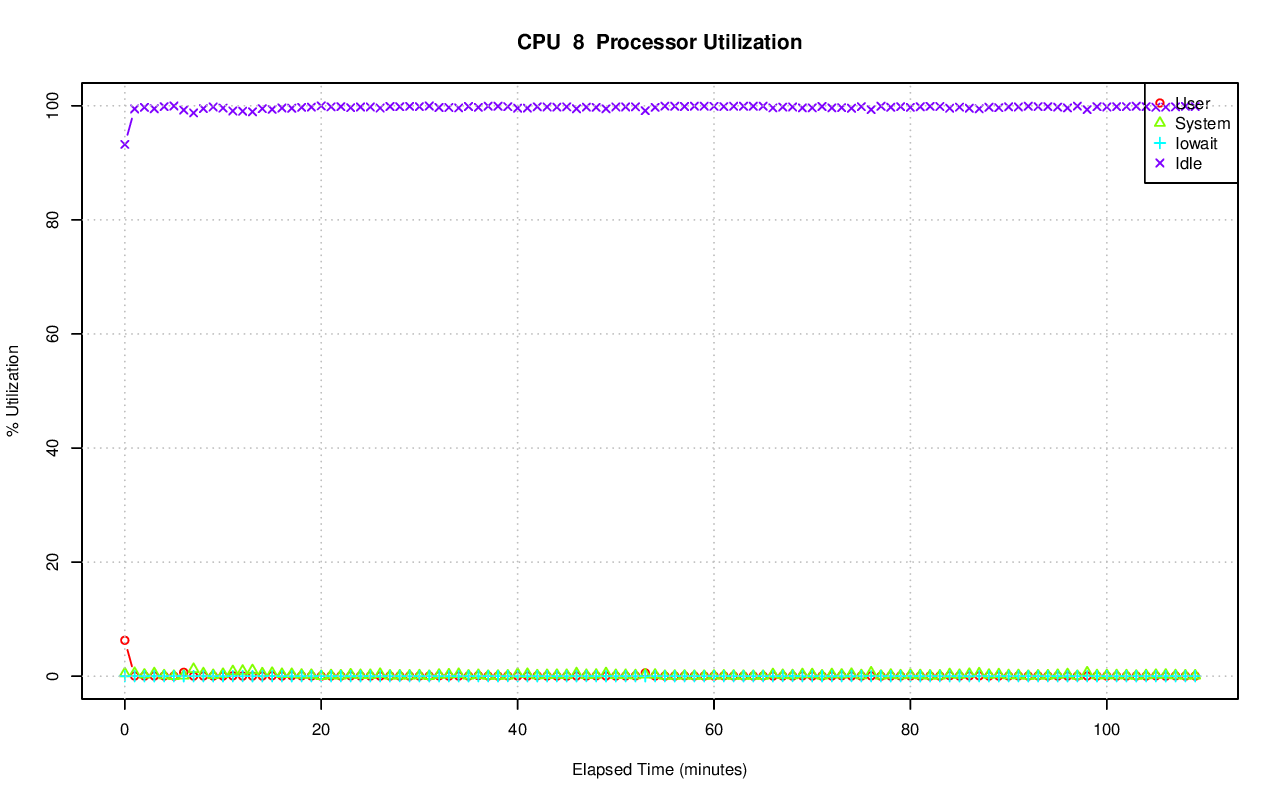 CPU  8  Processor Utilization
% Utilization
100
80
60
40
20
0
User
System
Iowait
Idle
0 20 40 60 80 100
Elapsed Time (minutes)